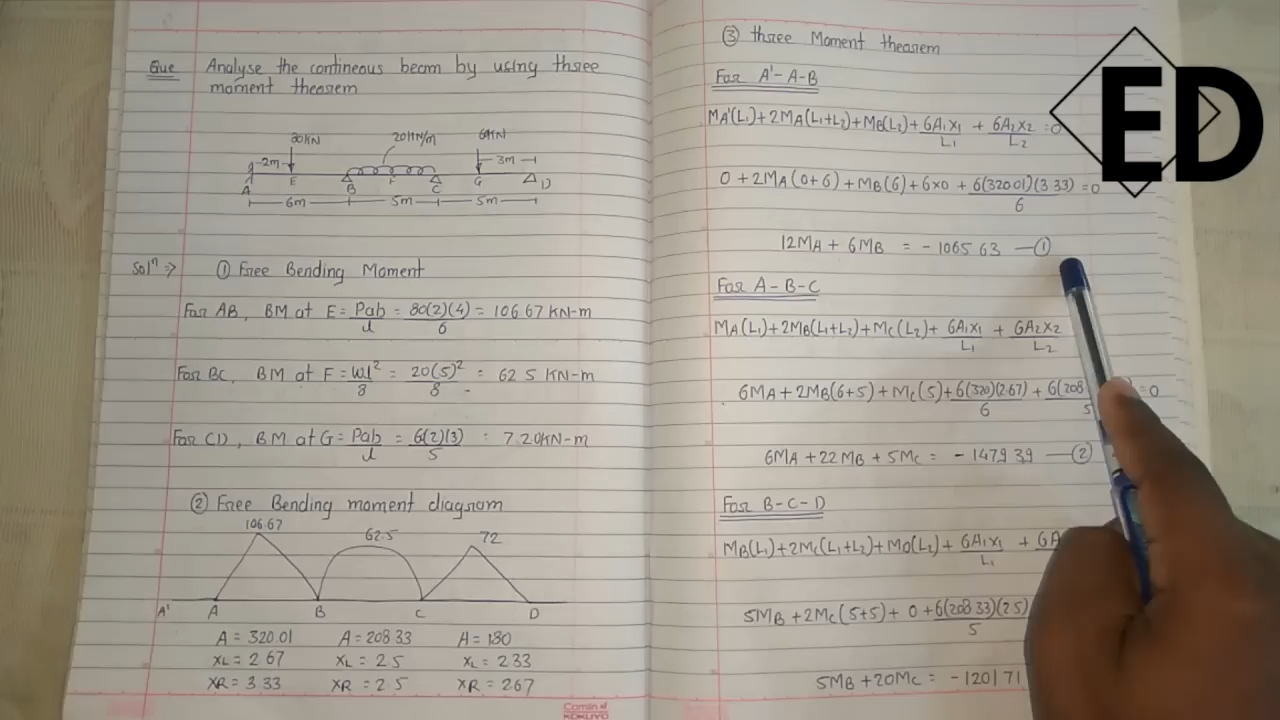 Que Analyse the contineous beam by using three
moment theorem
80KN 20KN/m 60KN
2m 3m
A E B F C G D
6m 5m 5m
Solⁿ ⇒ ① Free Bending Moment
For AB, BM at E = Pab/l = 80(2)(4)/6 = 106.67 KN-m
For BC, BM at F = wl²/8 = 20(5)²/8 = 62.5 KN-m
For CD, BM at G = Pab/l = 6(2)(3)/5 = 7.20KN-m
② Free Bending moment diagram
106.67 62.5 72
A' A B C D
A = 320.01 A = 208.33 A = 180
XL = 2.67 XL = 2.5 XL = 2.33
XR = 3.33 XR = 2.5 XR = 2.67
③ three Moment theorem
For A'-A-B
MA'(L1)+2MA(L1+L2)+MB(L2)+6A1X1/L1 + 6A2X2/L2 = 0
0+2MA(0+6)+MB(6)+6×0+6(320.01)(3.33)/6 = 0
12MA + 6MB = -1065.63 —①
For A-B-C
MA(L1)+2MB(L1+L2)+MC(L2)+6A1X1/L1 + 6A2X2/L2
6MA+2MB(6+5)+MC(5)+6(320)(2.67)/6 + 6(208 5 =0
6MA+22MB+5MC = -1479.39 —②
For B-C-D
MB(L1)+2MC(L1+L2)+MD(L2)+6A1X1/L1 + 6A
5MB+2MC(5+5)+0+6(208.33)(2.5)/5
5MB+20MC = -1201.71
ED
Camlin
KOKUYO